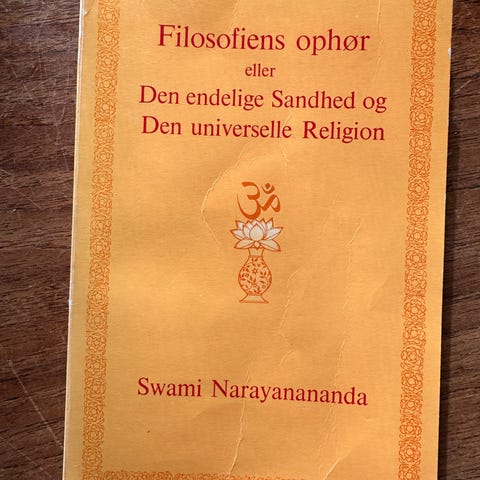 Filosofiens ophør
eller
Den endelige Sandhed og
Den universelle Religion
ॐ
Swami Narayanananda